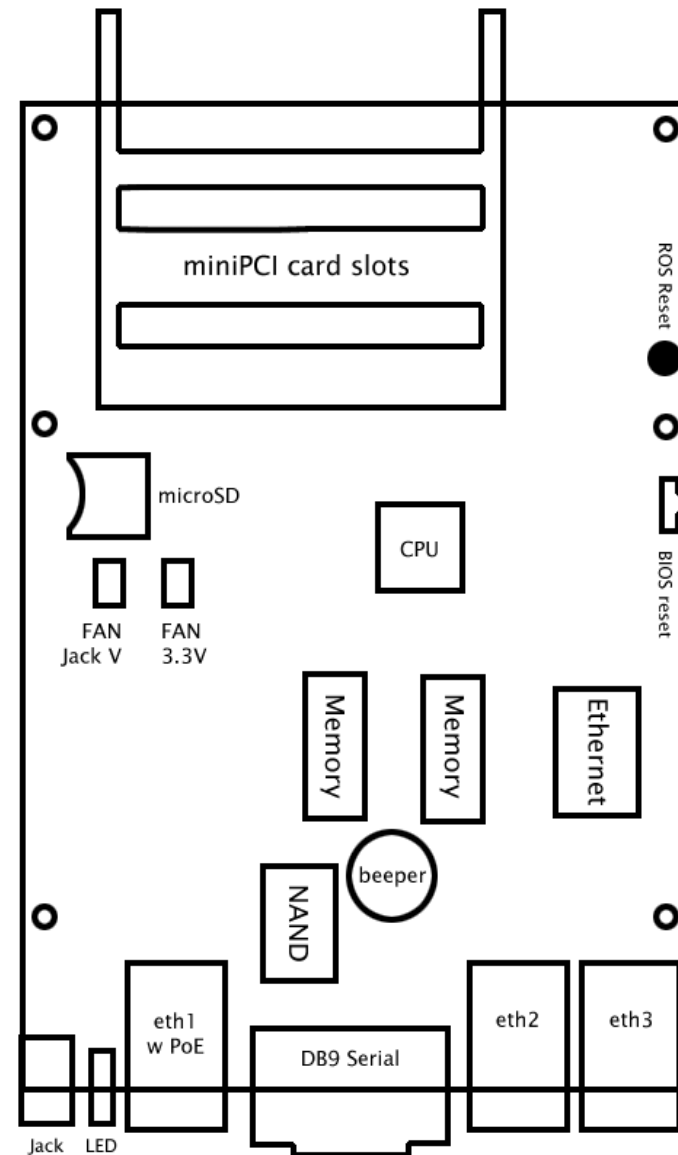 miniPCI card slots
ROS Reset
microSD
CPU
BIOS reset
FAN
Jack V
FAN
3.3V
Memory
Memory
Ethernet
beeper
NAND
eth1
w PoE
eth2
eth3
DB9 Serial
Jack
LED